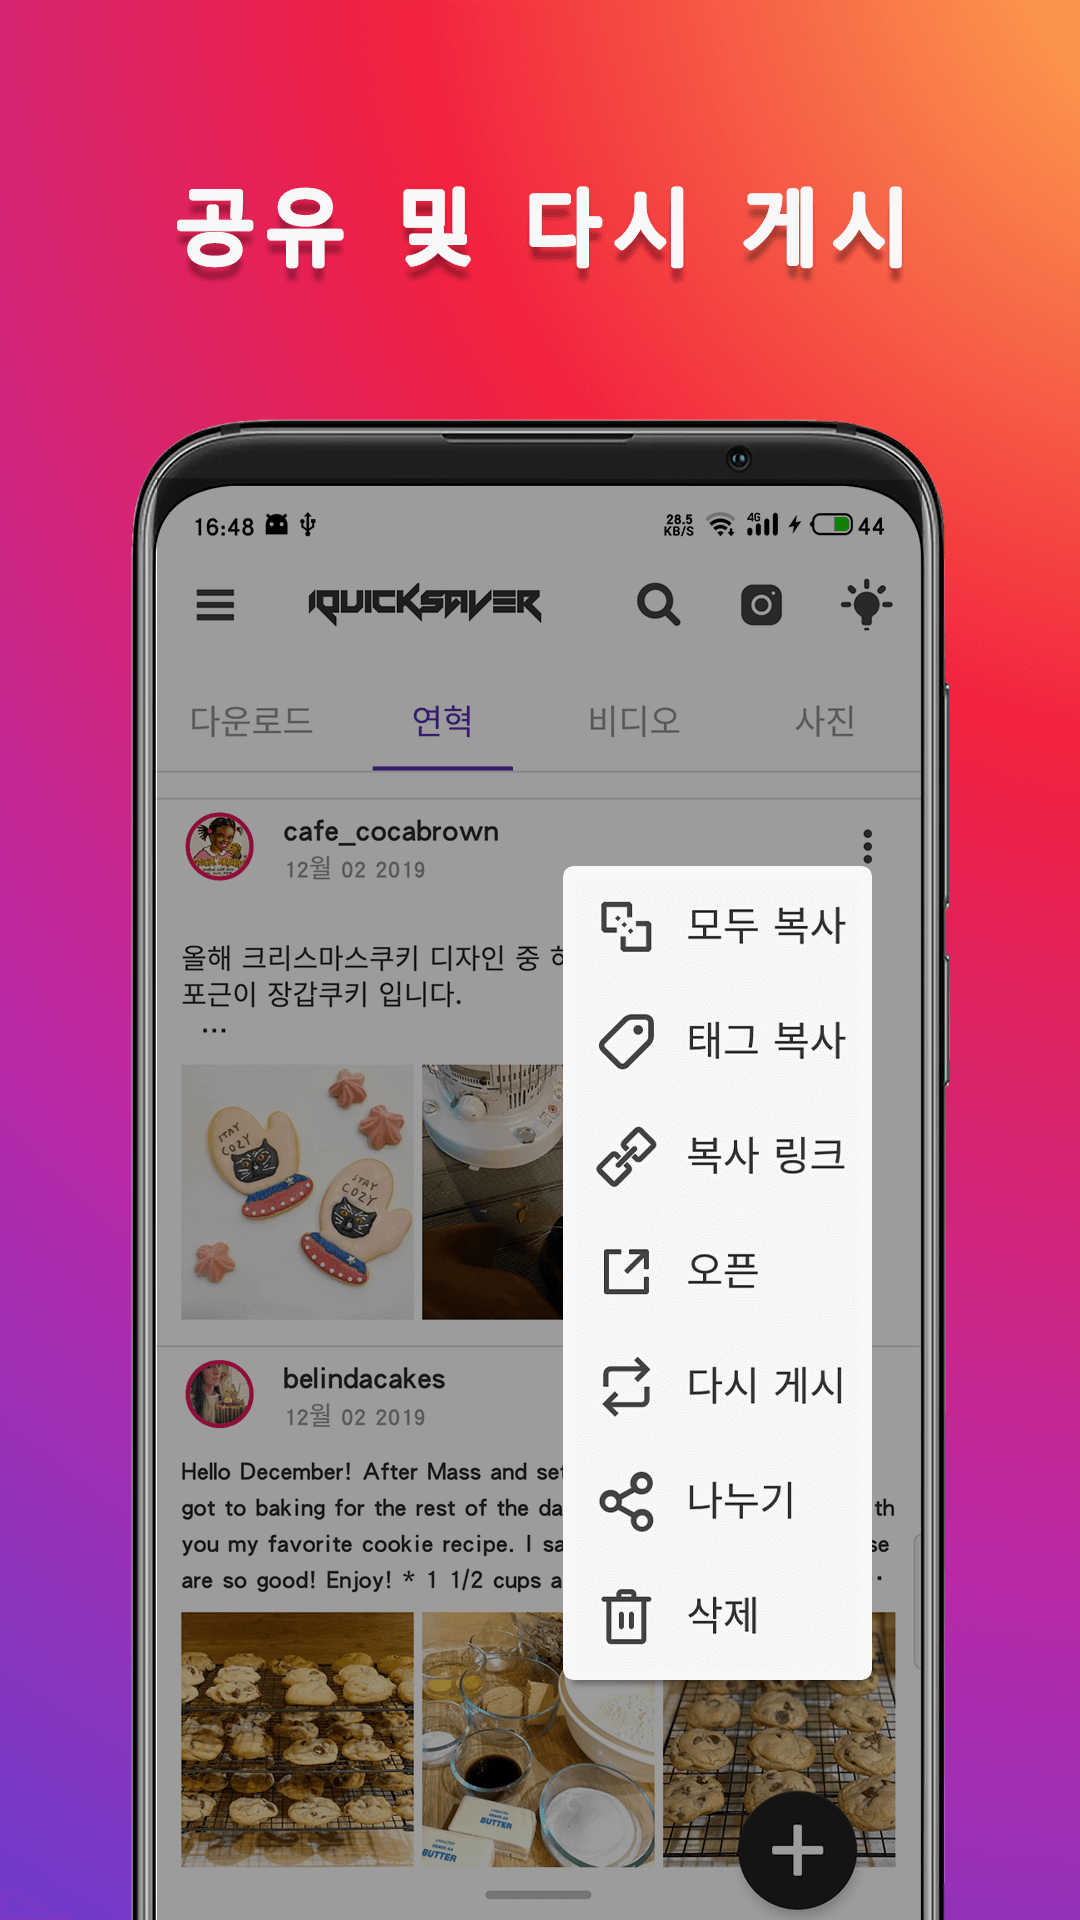 공유 및 다시 게시
16:48
28.5
KB/S
4G
44
QUICKSAVER
다운로드
연혁
비디오
사진
cafe_cocabrown
12월 02 2019
올해 크리스마스쿠키 디자인 중
포근이 장갑쿠키 입니다.
...
STAY
COZY
STAY
COZY
모두 복사
태그 복사
복사 링크
오픈
다시 게시
나누기
삭제
belindacakes
12월 02 2019
Hello December! After Mass and
got to baking for the rest of the
you my favorite cookie recipe. I
are so good! Enjoy! * 1 1/2 cups
BUTTER
BUTTER